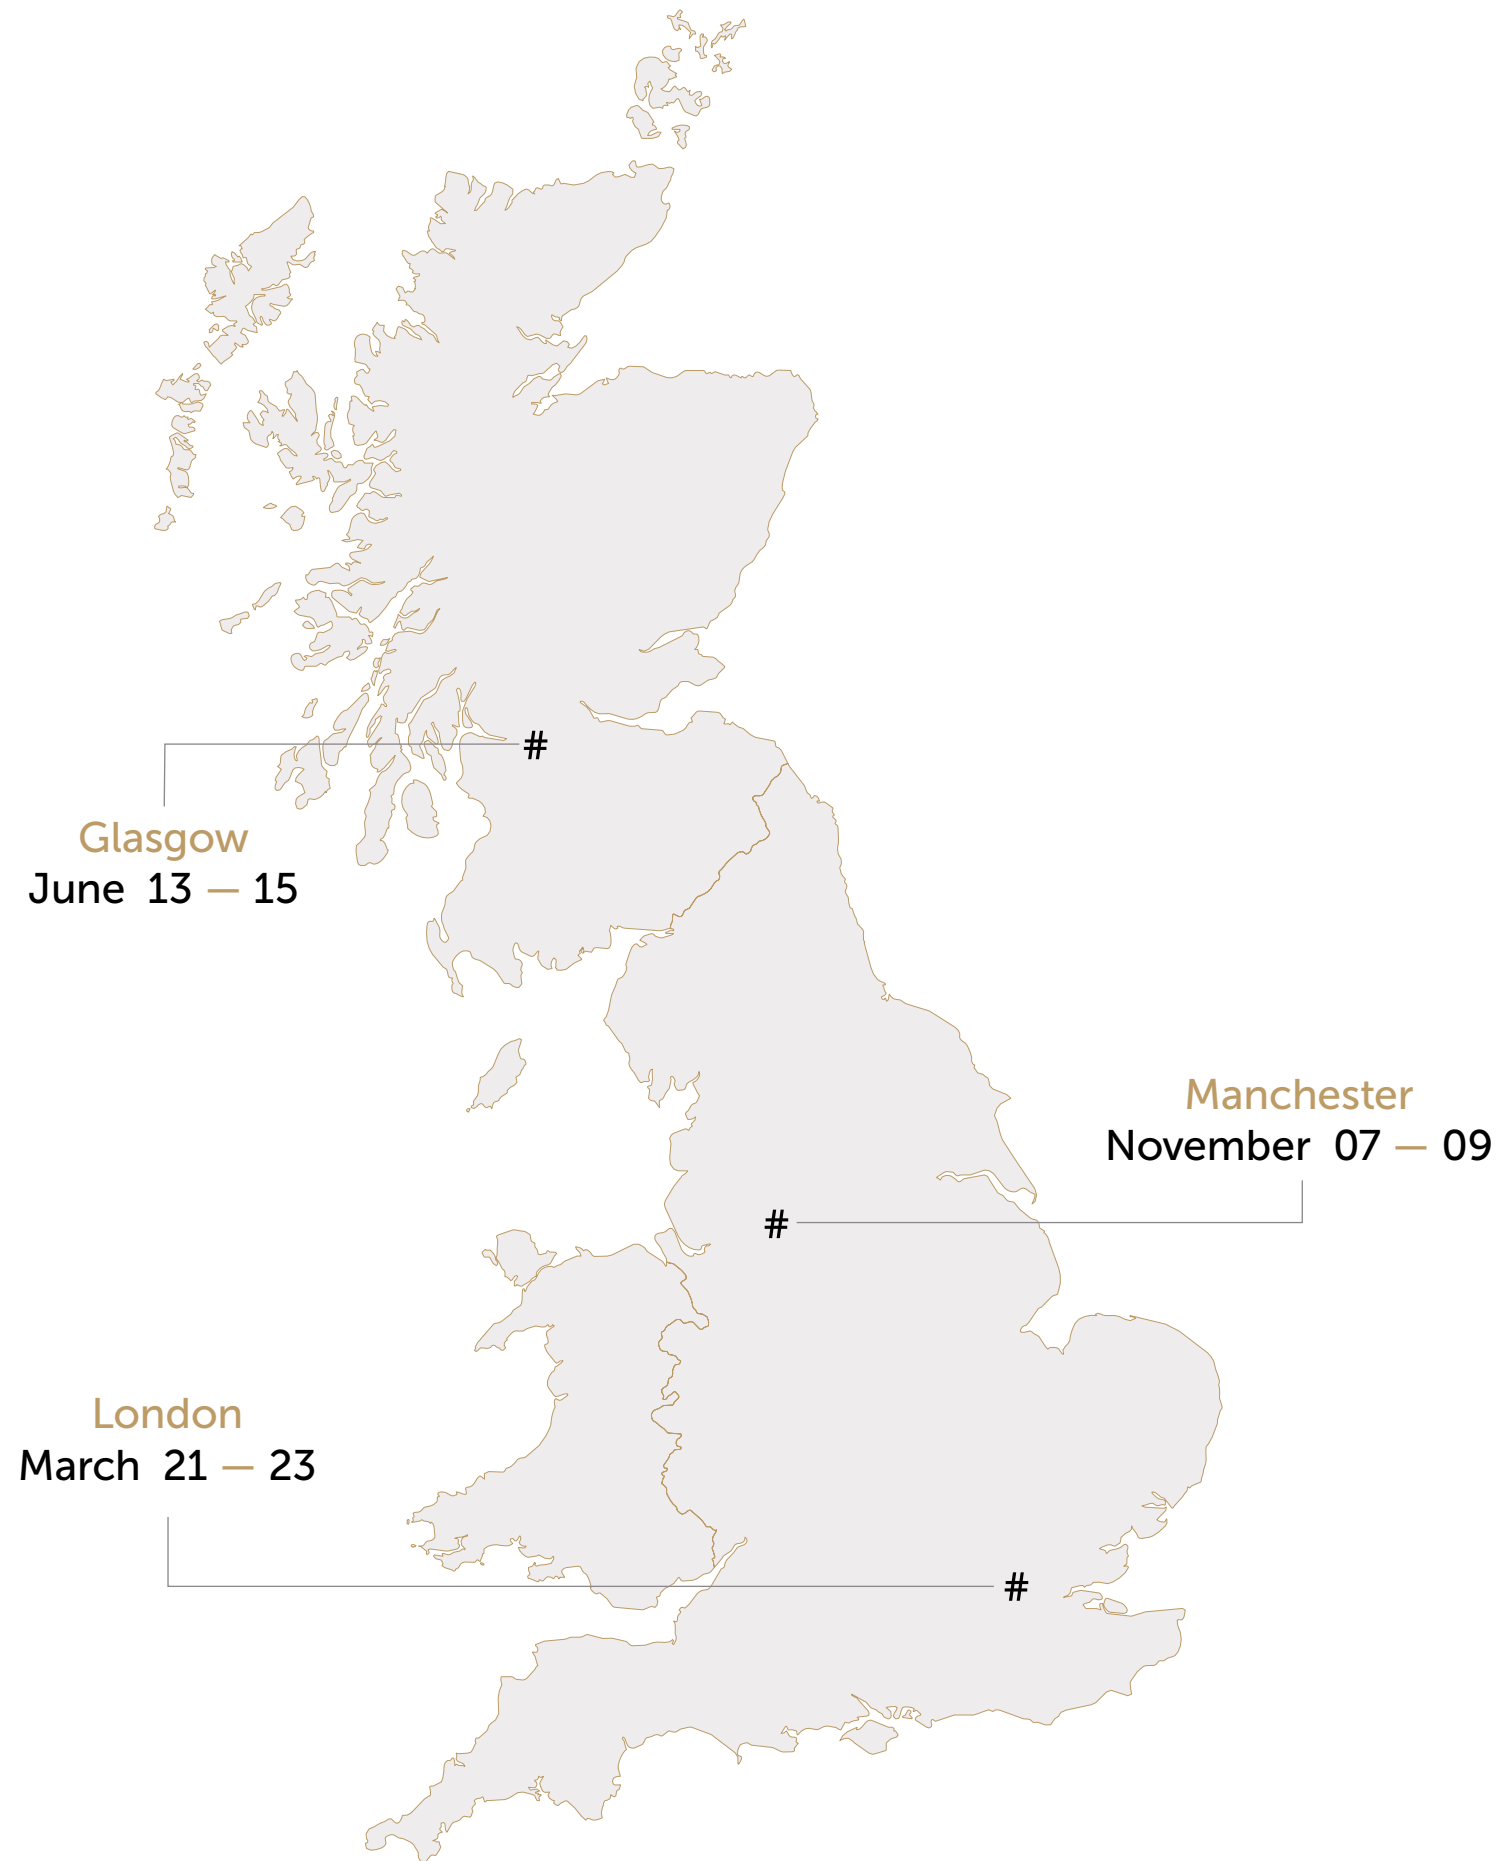 #
Glasgow
June 13 — 15
Manchester
November 07 — 09
#
London
March 21 — 23
#